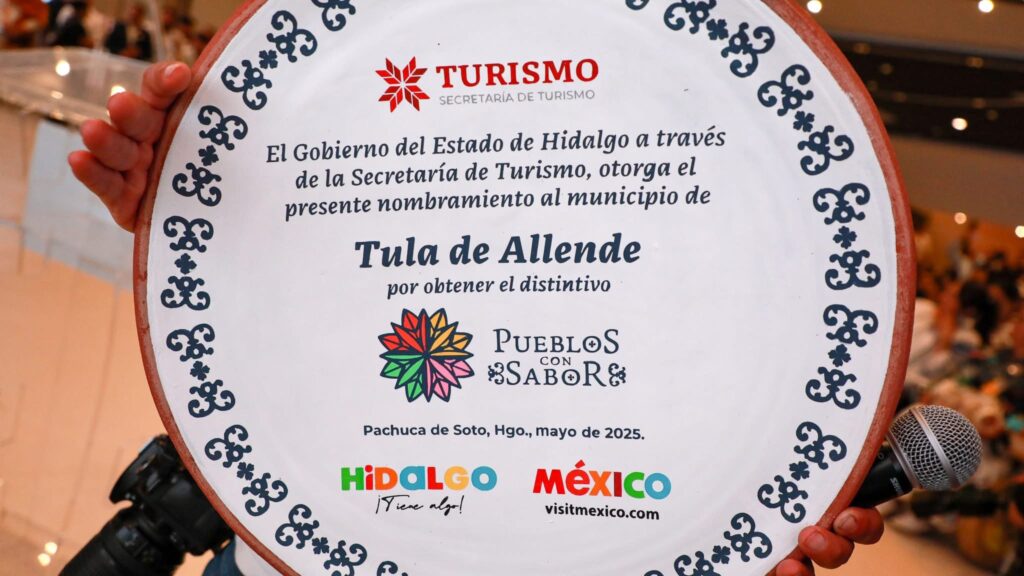 TURISMO
SECRETARÍA DE TURISMO
El Gobierno del Estado de Hidalgo a través
de la Secretaría de Turismo, otorga el
presente nombramiento al municipio de
Tula de Allende
por obtener el distintivo
PUEBLOS
CON
SABOR
Pachuca de Soto, Hgo., mayo de 2025.
HiDALGO
¡Tiene algo!
MÉXICO
visitmexico.com